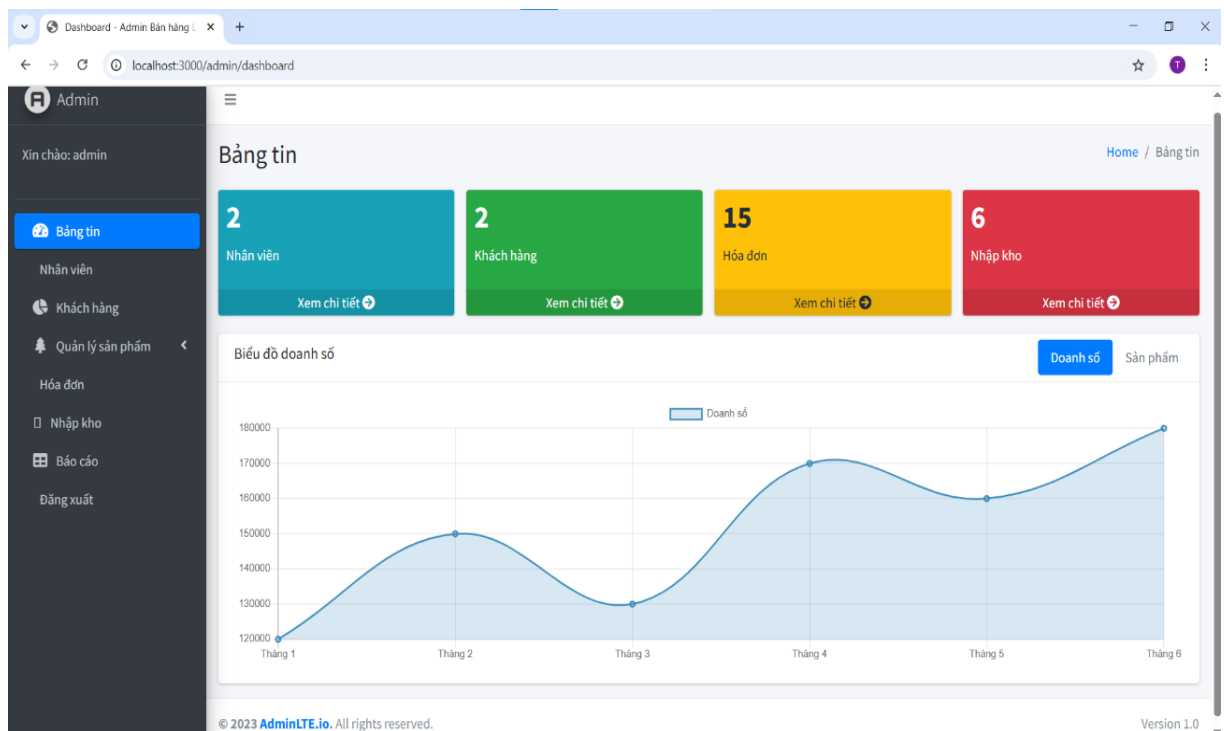 Dashboard - Admin Bán hàng L
localhost:3000/admin/dashboard
T
A Admin
Xin chào: admin
Bảng tin
Nhân viên
Khách hàng
Quản lý sản phẩm
Hóa đơn
Nhập kho
Báo cáo
Đăng xuất
Bảng tin
Home / Bảng tin
2
Nhân viên
Xem chi tiết
2
Khách hàng
Xem chi tiết
15
Hóa đơn
Xem chi tiết
6
Nhập kho
Xem chi tiết
Biểu đồ doanh số
Doanh số
Sản phẩm
Doanh số
180000
170000
160000
150000
140000
130000
120000
Tháng 1
Tháng 2
Tháng 3
Tháng 4
Tháng 5
Tháng 6
© 2023 AdminLTE.io. All rights reserved.
Version 1.0